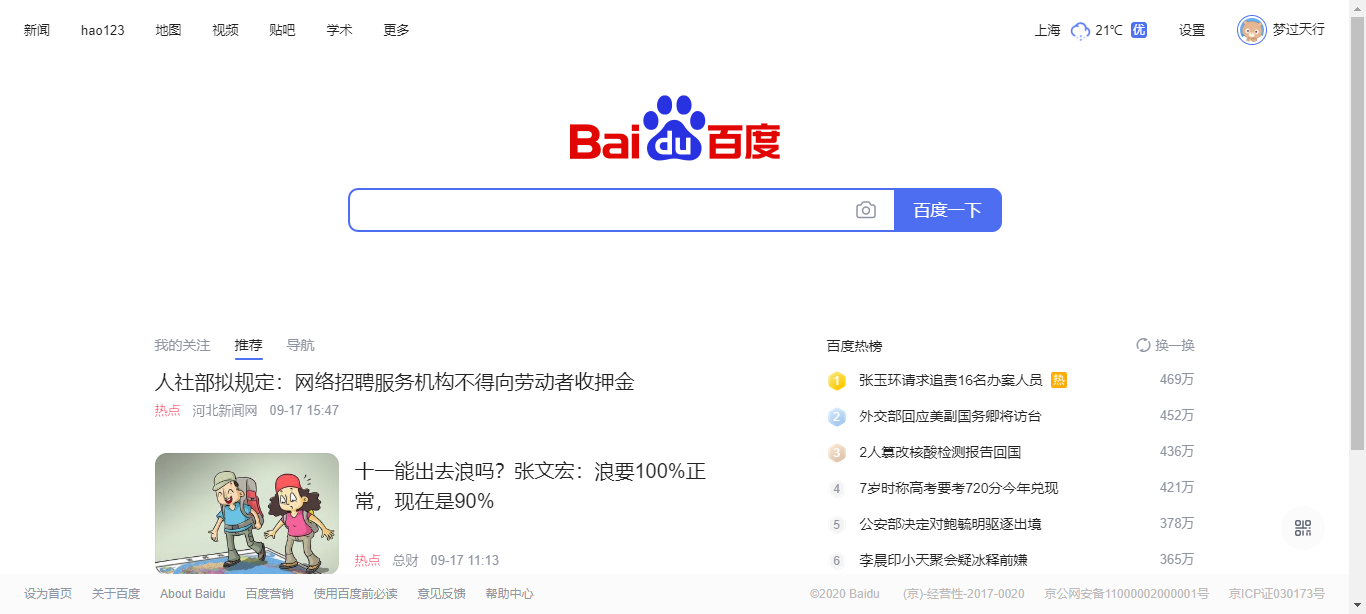 新闻 hao123 地图 视频 贴吧 学术 更多 上海 21℃ 优 设置 梦过天行
Bai du 百度
百度一下
我的关注 推荐 导航
人社部拟规定：网络招聘服务机构不得向劳动者收押金
热点 河北新闻网 09-17 15:47
十一能出去浪吗？张文宏：浪要100%正
常，现在是90%
热点 总财 09-17 11:13
百度热榜 换一换
1 张玉环请求追责16名办案人员 热 469万
2 外交部回应美副国务卿将访台 452万
3 2人篡改核酸检测报告回国 436万
4 7岁时称高考要考720分今年兑现 421万
5 公安部决定对鲍毓明驱逐出境 378万
6 李晨印小天聚会疑冰释前嫌 365万
设为首页 关于百度 About Baidu 百度营销 使用百度前必读 意见反馈 帮助中心 ©2020 Baidu (京)-经营性-2017-0020 京公网安备11000002000001号 京ICP证030173号